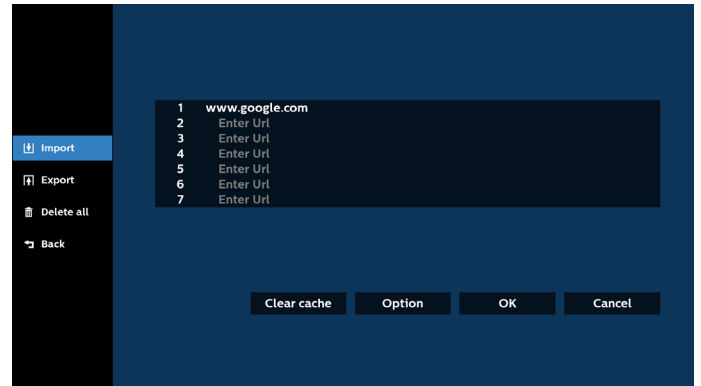 1 www.google.com
2 Enter Url
3 Enter Url
4 Enter Url
5 Enter Url
6 Enter Url
7 Enter Url
Import
Export
Delete all
Back
Clear cache Option OK Cancel